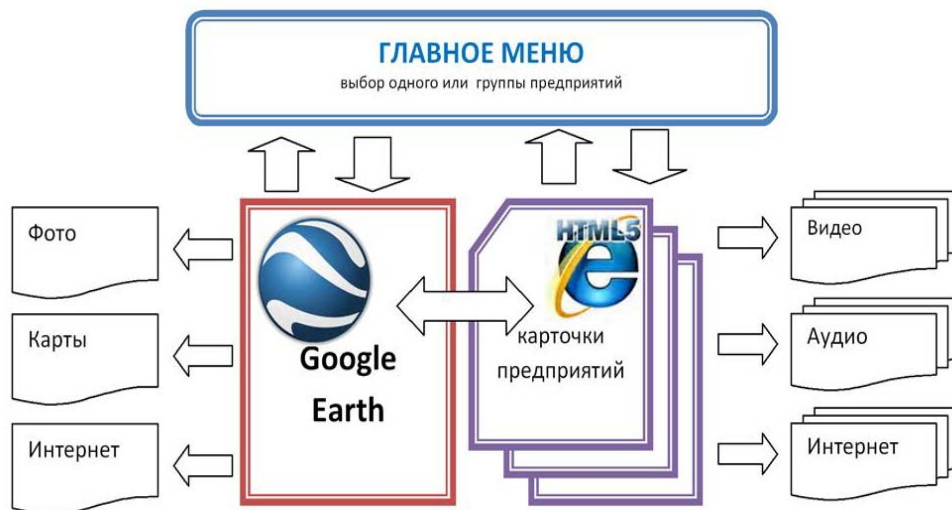 ГЛАВНОЕ МЕНЮ
выбор одного или группы предприятий
Фото
Карты
Интернет
Google
Earth
HTML5
карточки
предприятий
Видео
Аудио
Интернет